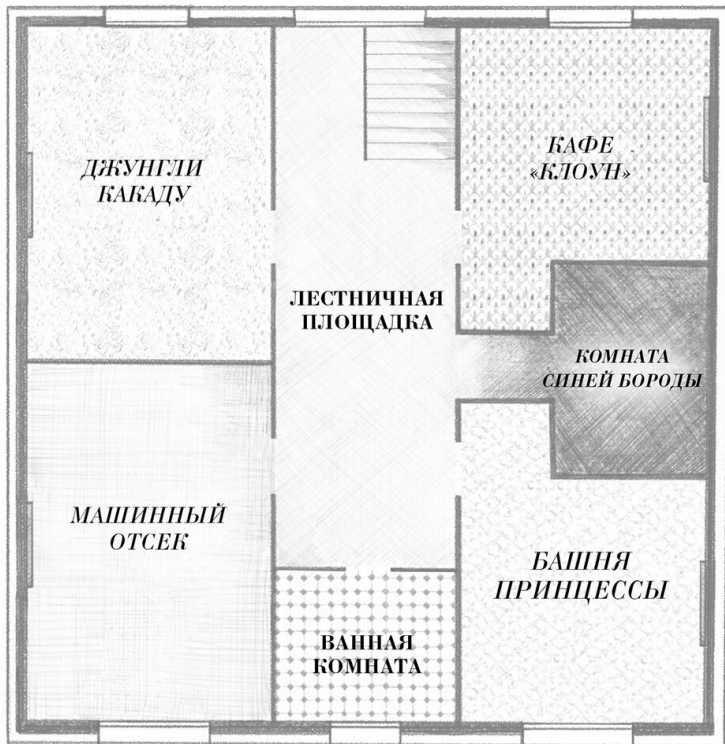 ДЖУНГЛИ
КАКАДУ
КАФЕ
«КЛОУН»
ЛЕСТНИЧНАЯ
ПЛОЩАДКА
КОМНАТА
СИНЕЙ БОРОДЫ
МАШИННЫЙ
ОТСЕК
БАШНЯ
ПРИНЦЕССЫ
ВАННАЯ
КОМНАТА